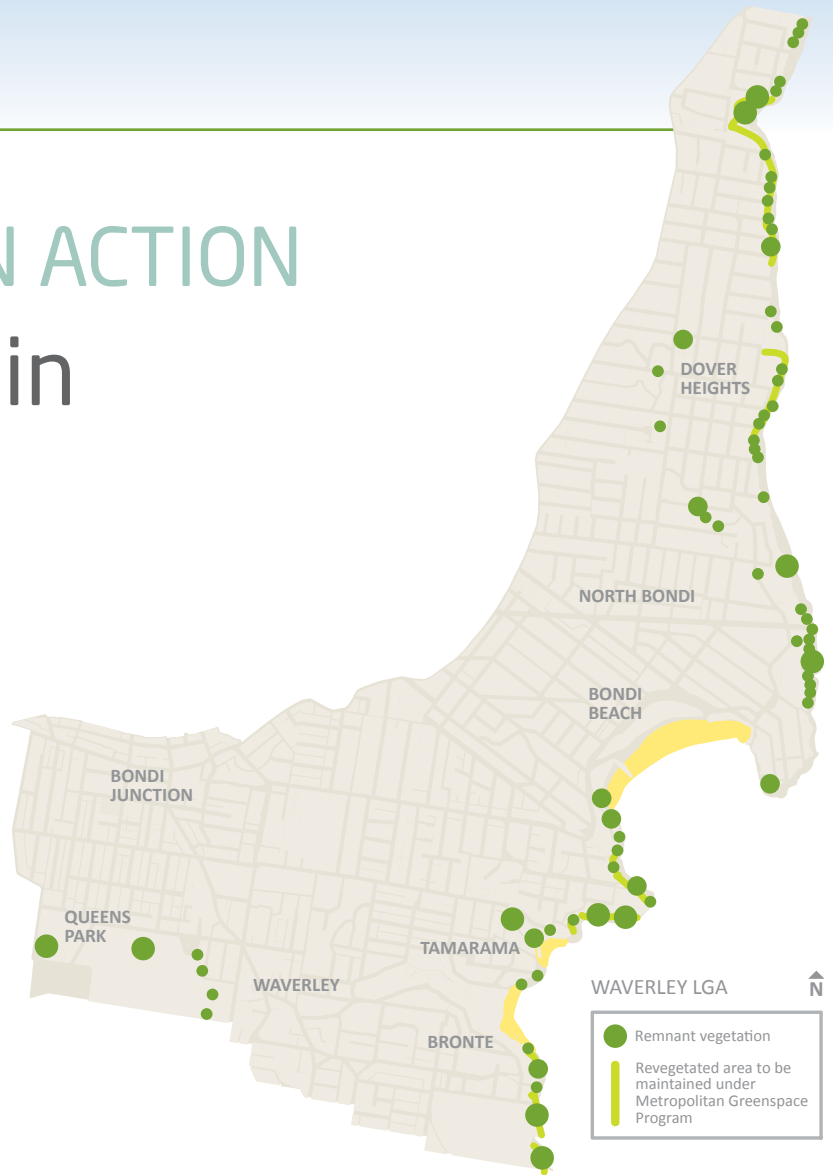 N ACTION
in
DOVER
HEIGHTS
NORTH BONDI
BONDI
BEACH
BONDI
JUNCTION
QUEENS
PARK
TAMARAMA
WAVERLEY
BRONTE
WAVERLEY LGA
N
Remnant vegetation
Revegetated area to be
maintained under
Metropolitan Greenspace
Program